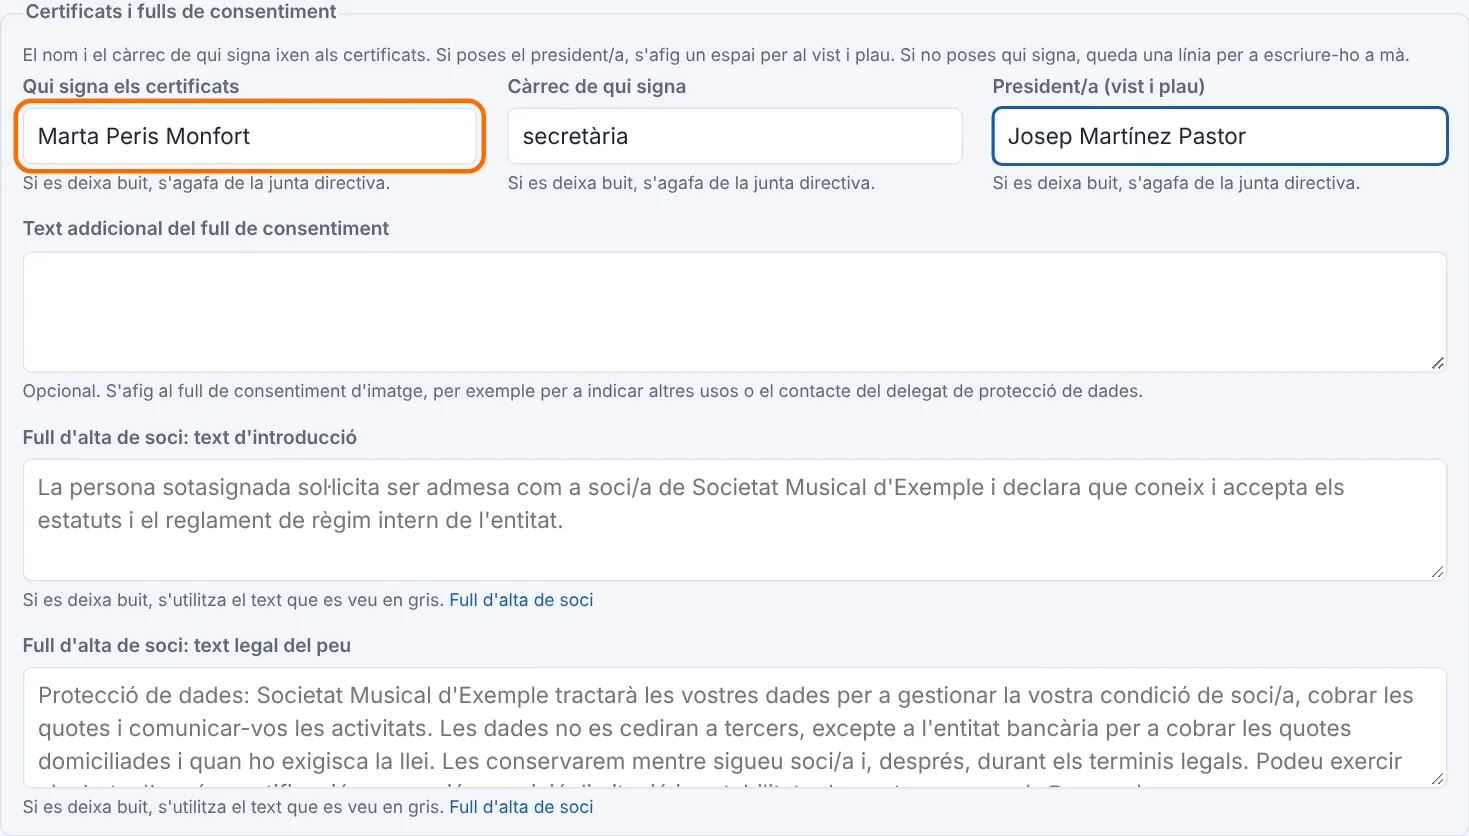 Certificats i fulls de consentiment
El nom i el càrrec de qui signa ixen als certificats. Si poses el president/a, s'afig un espai per al vist i plau. Si no poses qui signa, queda una línia per a escriure-ho a mà.
Qui signa els certificats
Càrrec de qui signa
President/a (vist i plau)
Marta Peris Monfort
secretària
Josep Martínez Pastor
Si es deixa buit, s'agafa de la junta directiva.
Si es deixa buit, s'agafa de la junta directiva.
Si es deixa buit, s'agafa de la junta directiva.
Text addicional del full de consentiment
Opcional. S'afig al full de consentiment d'imatge, per exemple per a indicar altres usos o el contacte del delegat de protecció de dades.
Full d'alta de soci: text d'introducció
La persona sotasignada sol·licita ser admesa com a soci/a de Societat Musical d'Exemple i declara que coneix i accepta els
estatuts i el reglament de règim intern de l'entitat.
Si es deixa buit, s'utilitza el text que es veu en gris. Full d'alta de soci
Full d'alta de soci: text legal del peu
Protecció de dades: Societat Musical d'Exemple tractarà les vostres dades per a gestionar la vostra condició de soci/a, cobrar les
quotes i comunicar-vos les activitats. Les dades no es cediran a tercers, excepte a l'entitat bancària per a cobrar les quotes
domiciliades i quan ho exigisca la llei. Les conservarem mentre sigueu soci/a i, després, durant els terminis legals. Podeu exercir
Si es deixa buit, s'utilitza el text que es veu en gris. Full d'alta de soci